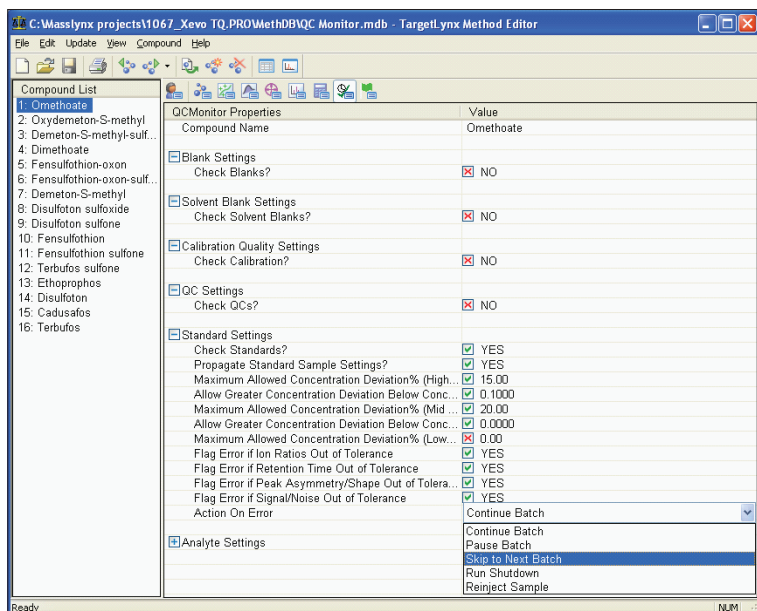 C:\Masslynx projects\1067_Xevo TQ.PRO\MethDB\QC Monitor.mdb - TargetLynx Method Editor
File Edit Update View Compound Help
Compound List
1: Omethoate
2: Oxydemeton-S-methyl
3: Demeton-S-methyl-sulf...
4: Dimethoate
5: Fensulfothion-oxon
6: Fensulfothion-oxon-sulf...
7: Demeton-S-methyl
8: Disulfoton sulfoxide
9: Disulfoton sulfone
10: Fensulfothion
11: Fensulfothion sulfone
12: Terbufos sulfone
13: Ethoprophos
14: Disulfoton
15: Cadusafos
16: Terbufos
QCMonitor Properties Value
Compound Name Omethoate
Blank Settings
Check Blanks? NO
Solvent Blank Settings
Check Solvent Blanks? NO
Calibration Quality Settings
Check Calibration? NO
QC Settings
Check QCs? NO
Standard Settings
Check Standards? YES
Propagate Standard Sample Settings? YES
Maximum Allowed Concentration Deviation% (High... 15.00
Allow Greater Concentration Deviation Below Conc... 0.1000
Maximum Allowed Concentration Deviation% (Mid ... 20.00
Allow Greater Concentration Deviation Below Conc... 0.0000
Maximum Allowed Concentration Deviation% (Low... 0.00
Flag Error if Ion Ratios Out of Tolerance YES
Flag Error if Retention Time Out of Tolerance YES
Flag Error if Peak Asymmetry/Shape Out of Tolera... YES
Flag Error if Signal/Noise Out of Tolerance YES
Action On Error Continue Batch
Continue Batch
Analyte Settings Pause Batch
Skip to Next Batch
Run Shutdown
Reinject Sample
Ready NUM